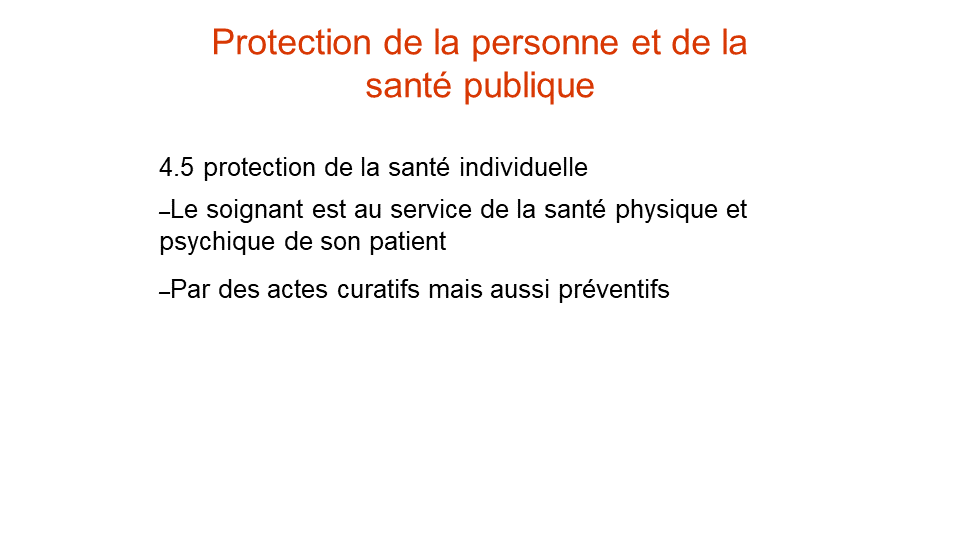 Protection de la personne et de la
santé publique
4.5 protection de la santé individuelle
–Le soignant est au service de la santé physique et
psychique de son patient
–Par des actes curatifs mais aussi préventifs